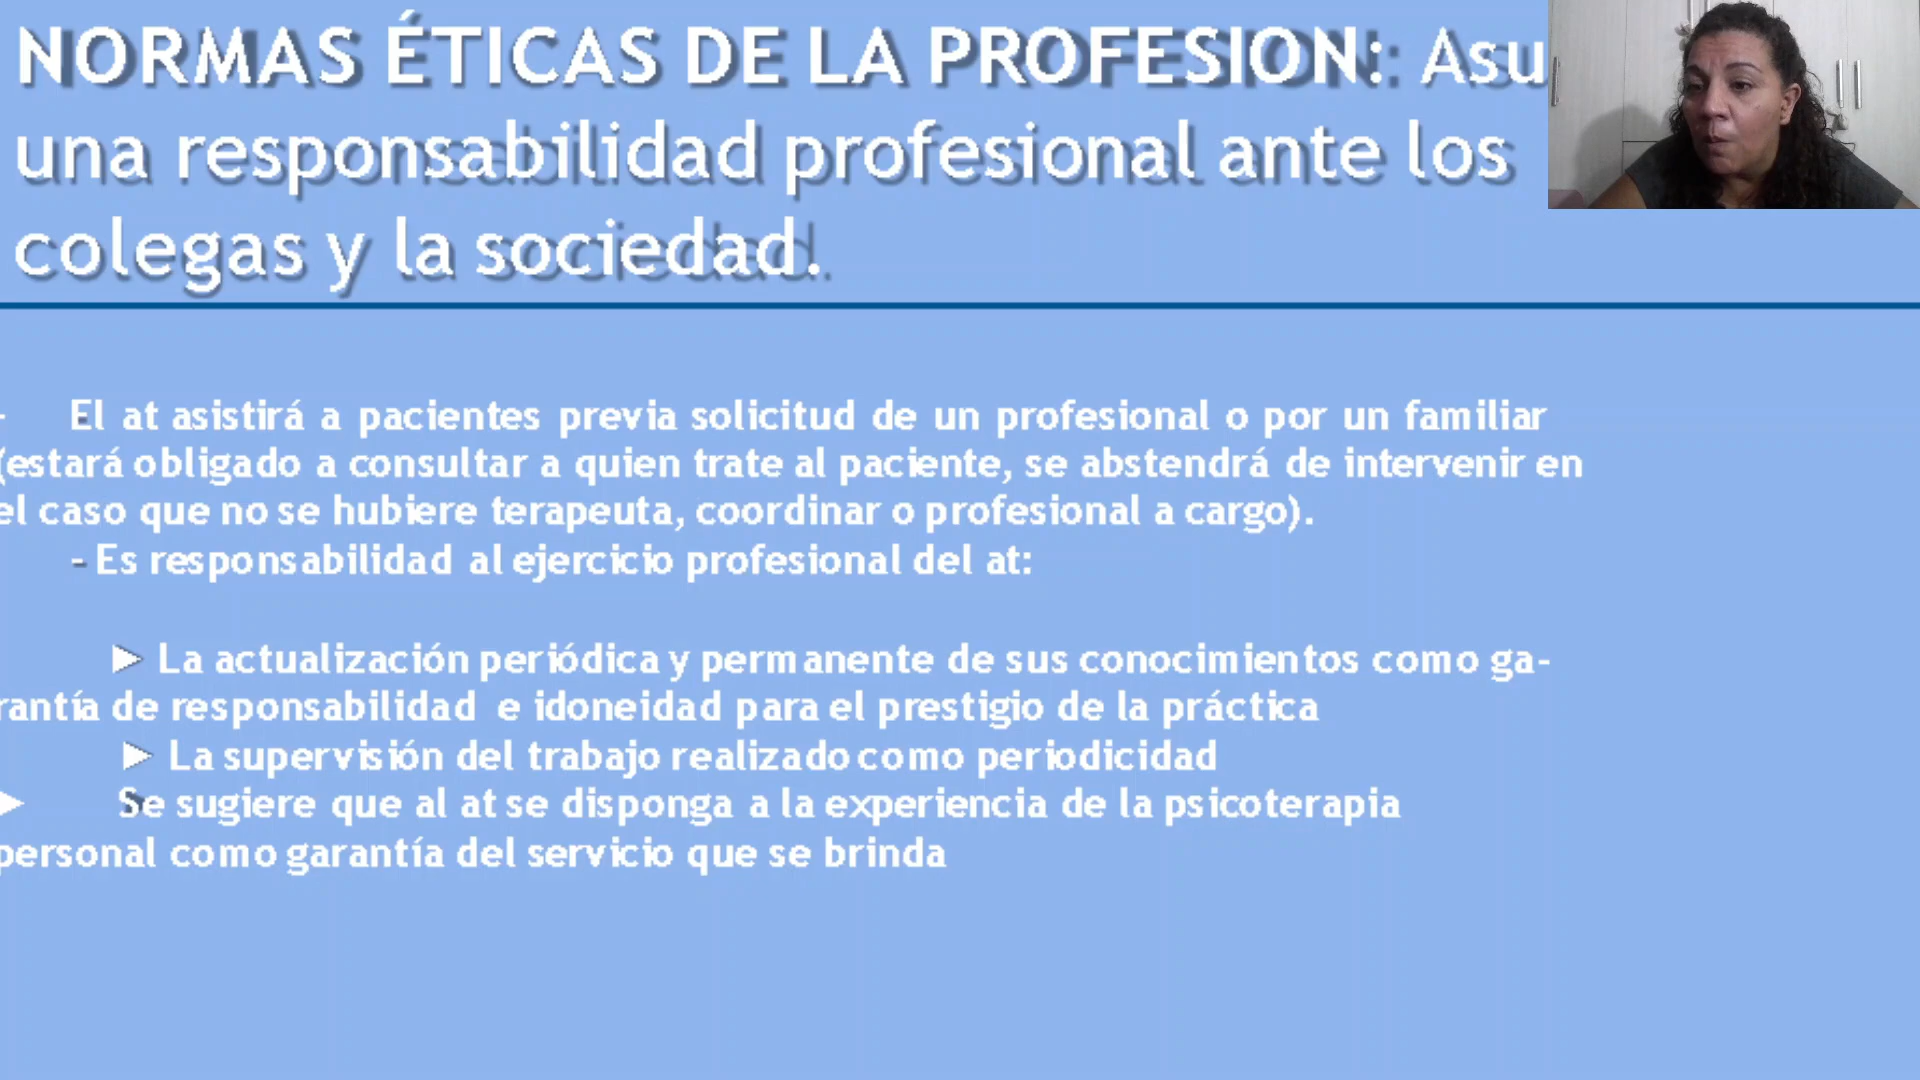 NORMAS ÉTICAS DE LA PROFESION: Asu
una responsabilidad profesional ante los
colegas y la sociedad.
- El at asistirá a pacientes previa solicitud de un profesional o por un familiar
(estará obligado a consultar a quien trate al paciente, se abstendrá de intervenir en
el caso que no se hubiere terapeuta, coordinar o profesional a cargo).
- Es responsabilidad al ejercicio profesional del at:
► La actualización periódica y permanente de sus conocimientos como ga-
rantía de responsabilidad e idoneidad para el prestigio de la práctica
► La supervisión del trabajo realizado como periodicidad
► Se sugiere que al at se disponga a la experiencia de la psicoterapia
personal como garantía del servicio que se brinda